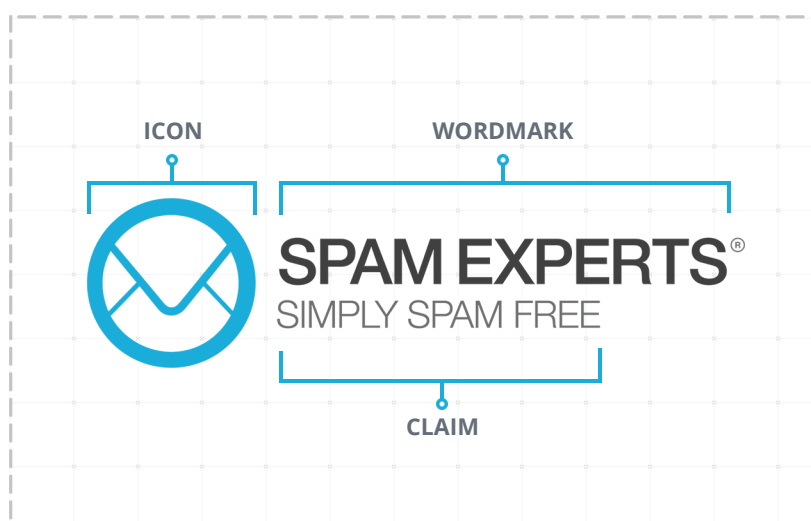 ICON
WORDMARK
SPAM EXPERTS®
SIMPLY SPAM FREE
CLAIM